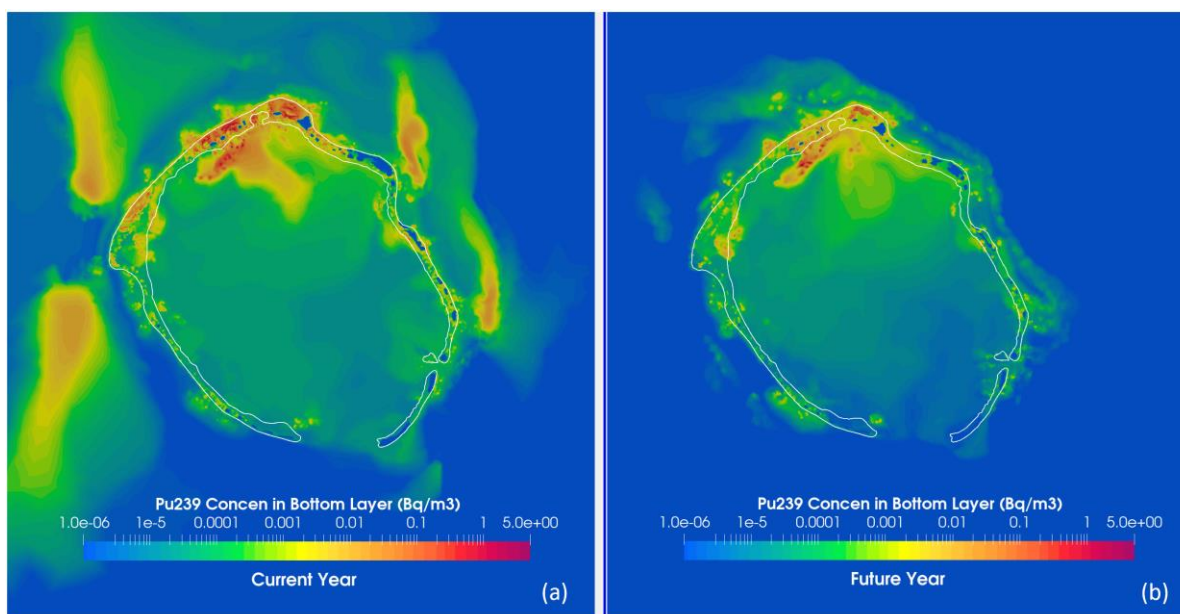 Pu239 Concen in Bottom Layer (Bq/m3)
1.0e-06 1e-5 0.0001 0.001 0.01 0.1 1 5.0e+00
Current Year
(a)
Pu239 Concen in Bottom Layer (Bq/m3)
1.0e-06 1e-5 0.0001 0.001 0.01 0.1 1 5.0e+00
Future Year
(b)